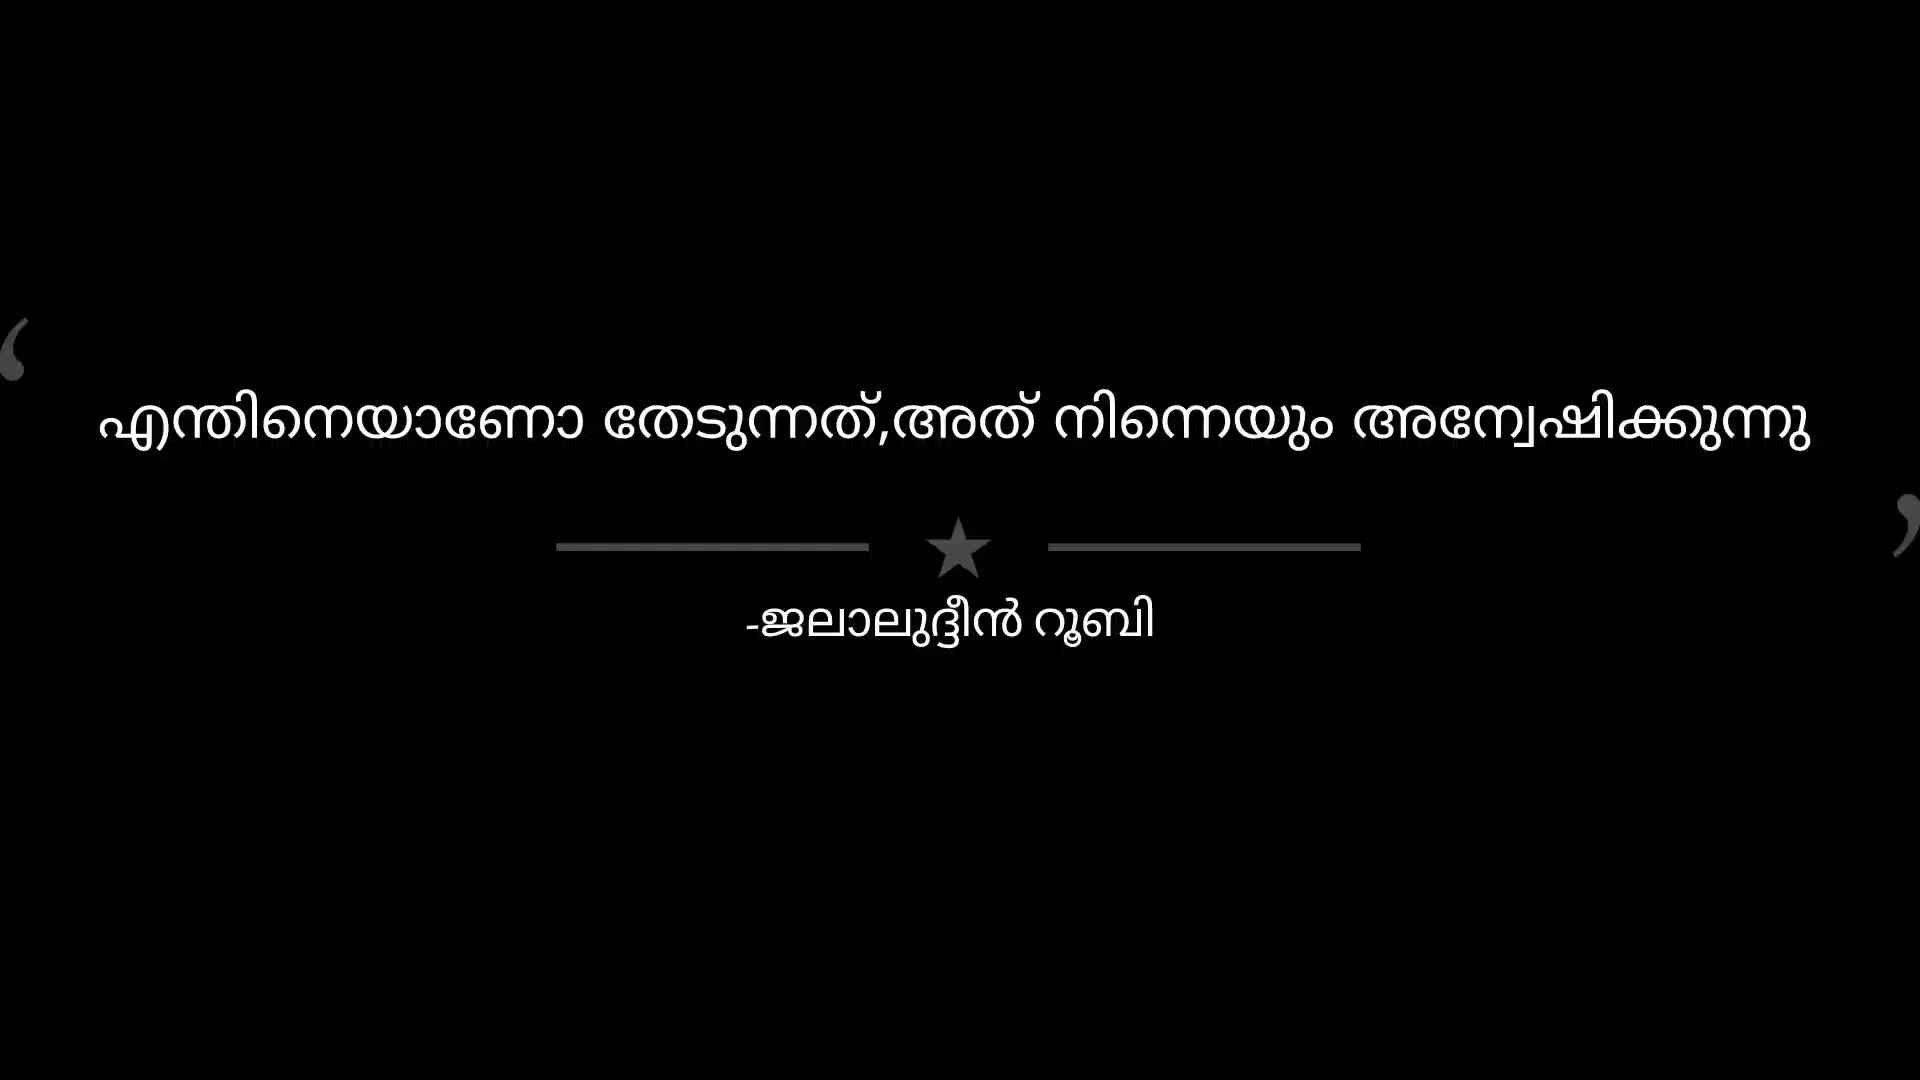 ‘
എന്തിനെയാണോ തേടുന്നത്,അത് നിന്നെയും അന്വേഷിക്കുന്നു
’
-ജലാലുദ്ദീൻ റൂബി